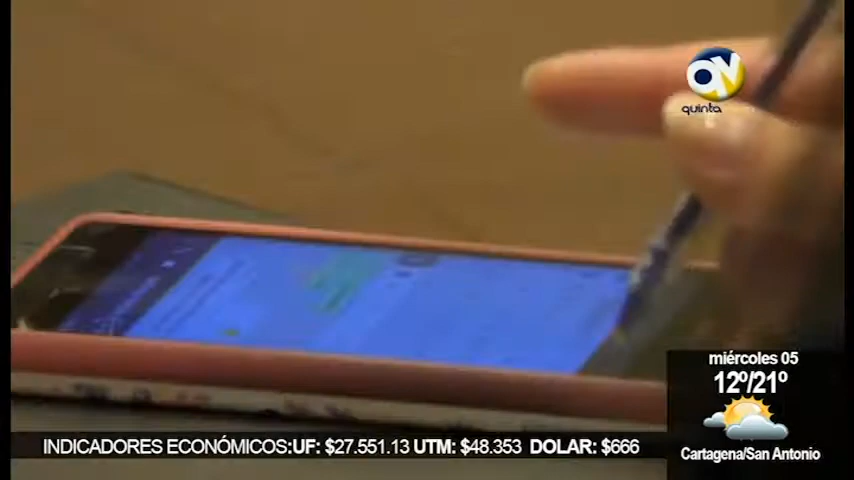 QV
quinta
miércoles 05
12º/21º
Cartagena/San Antonio
INDICADORES ECONÓMICOS:UF: $27.551.13 UTM: $48.353 DOLAR: $666